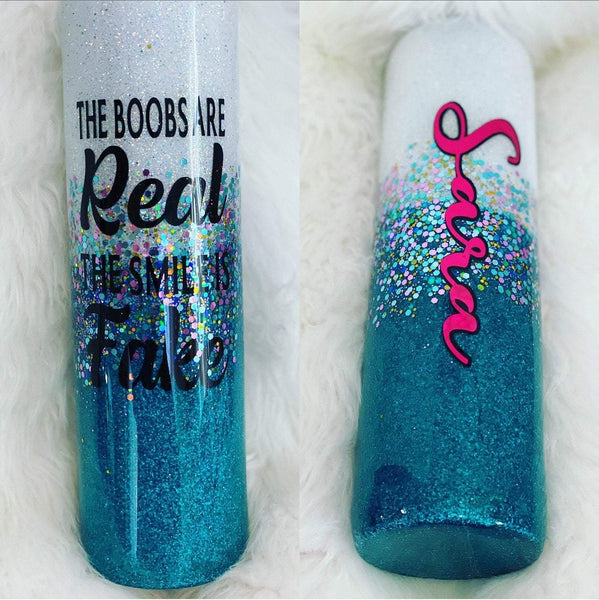 THE BOOBS ARE
Real
THE SMILE IS
Fake
Sara